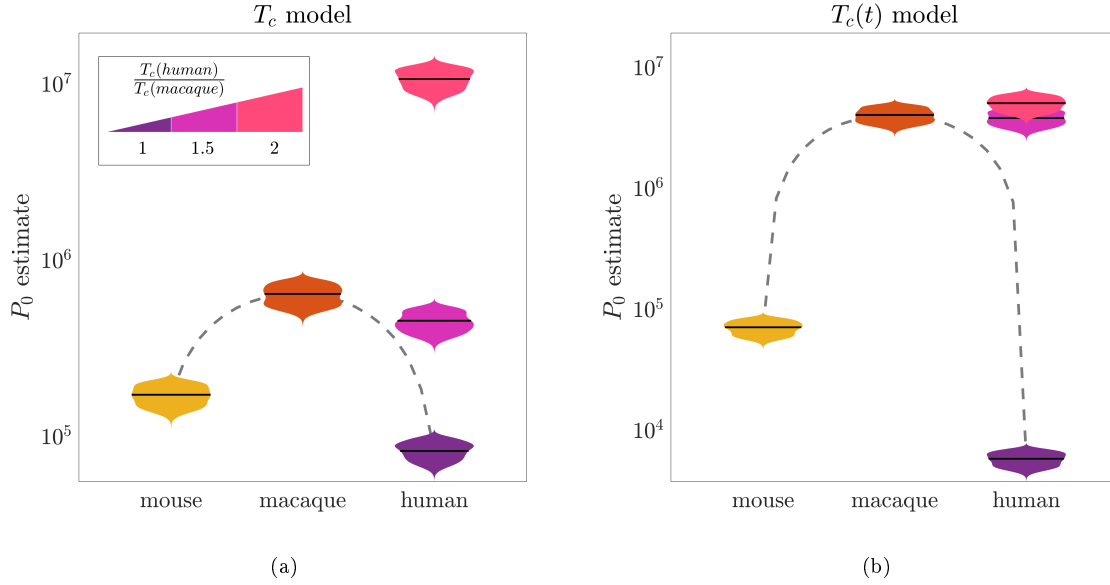 T_c model
T_c(human)
T_c(macaque)
1 1.5 2
10^7
10^6
10^5
P_0 estimate
mouse macaque human
(a)
T_c(t) model
10^7
10^6
10^5
10^4
P_0 estimate
mouse macaque human
(b)